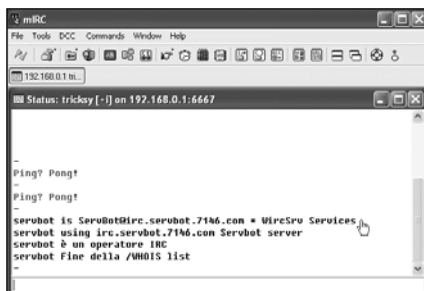 mIRC
File Tools DCC Commands Window Help
192.168.0.1 tri...
Status: tricksy [+i] on 192.168.0.1:6667
-
Ping? Pong!
-
Ping? Pong!
-
servbot is ServBot@irc.servbot.7146.com * WircSrv Services
servbot using irc.servbot.7146.com Servbot server
servbot è un operatore IRC
servbot Fine della /WHOIS list
-